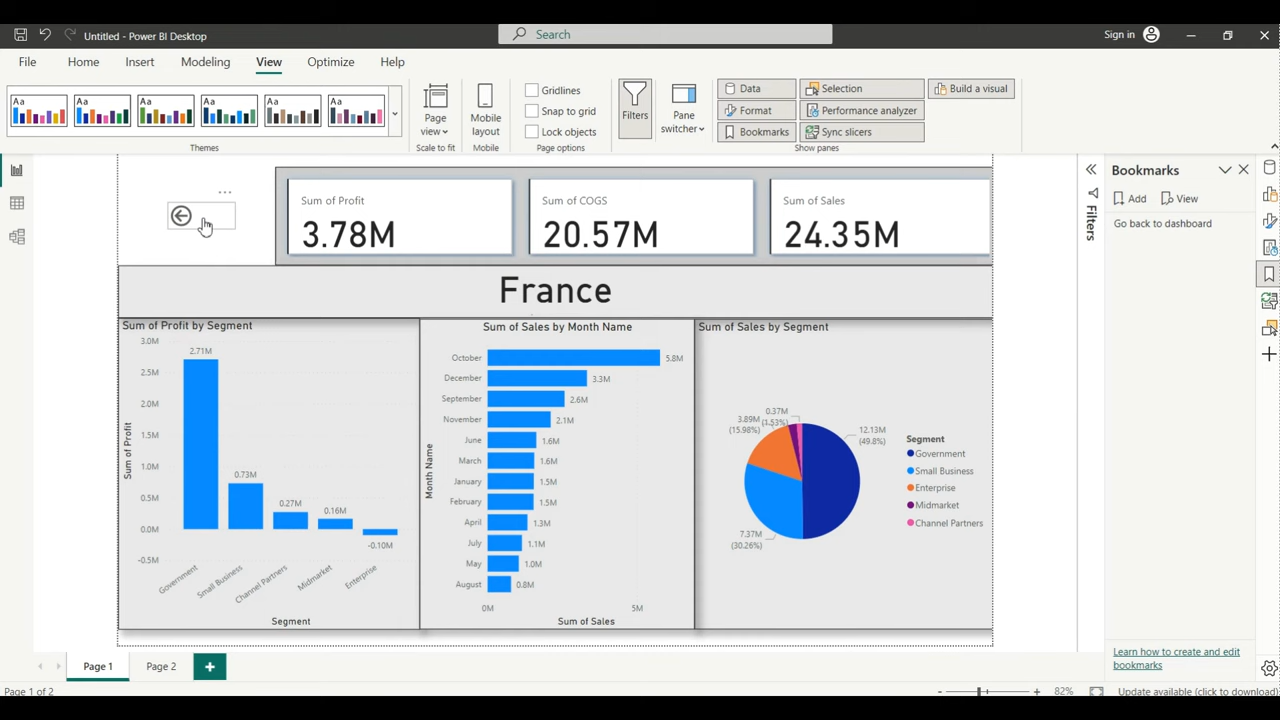 Untitled - Power BI Desktop
Search
Sign in
File
Home
Insert
Modeling
View
Optimize
Help
Aa
Aa
Aa
Aa
Aa
Aa
Themes
Page
view
Scale to fit
Mobile
layout
Mobile
Gridlines
Snap to grid
Lock objects
Page options
Filters
Pane
switcher
Data
Format
Bookmarks
Selection
Performance analyzer
Sync slicers
Build a visual
Show panes
Sum of Profit
3.78M
Sum of COGS
20.57M
Sum of Sales
24.35M
France
Sum of Profit by Segment
3.0M
2.5M
2.0M
1.5M
1.0M
0.5M
0.0M
-0.5M
Sum of Profit
2.71M
0.73M
0.27M
0.16M
-0.10M
Government
Small Business
Channel Partners
Midmarket
Enterprise
Segment
Sum of Sales by Month Name
Month Name
October 5.8M
December 3.3M
September 2.6M
November 2.1M
June 1.6M
March 1.6M
January 1.5M
February 1.5M
April 1.3M
July 1.1M
May 1.0M
August 0.8M
0M 5M
Sum of Sales
Sum of Sales by Segment
0.37M
(1.53%)
3.89M
(15.98%)
12.13M
(49.8%)
7.37M
(30.26%)
Segment
Government
Small Business
Enterprise
Midmarket
Channel Partners
Filters
Bookmarks
Add
View
Go back to dashboard
Learn how to create and edit
bookmarks
Page 1
Page 2
Page 1 of 2
82%
Update available (click to download)